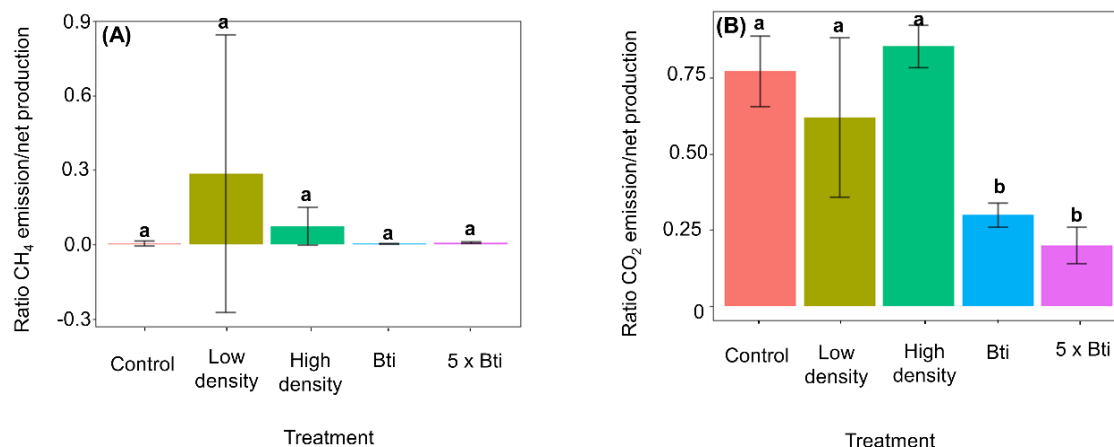 (A)
Ratio CH4 emission/net production
0.9
0.6
0.3
0.0
-0.3
a
a
a
a
a
Control
Low density
High density
Bti
5 x Bti
Treatment
(B)
Ratio CO2 emission/net production
0.75
0.50
0.25
0
a
a
a
b
b
Control
Low density
High density
Bti
5 x Bti
Treatment